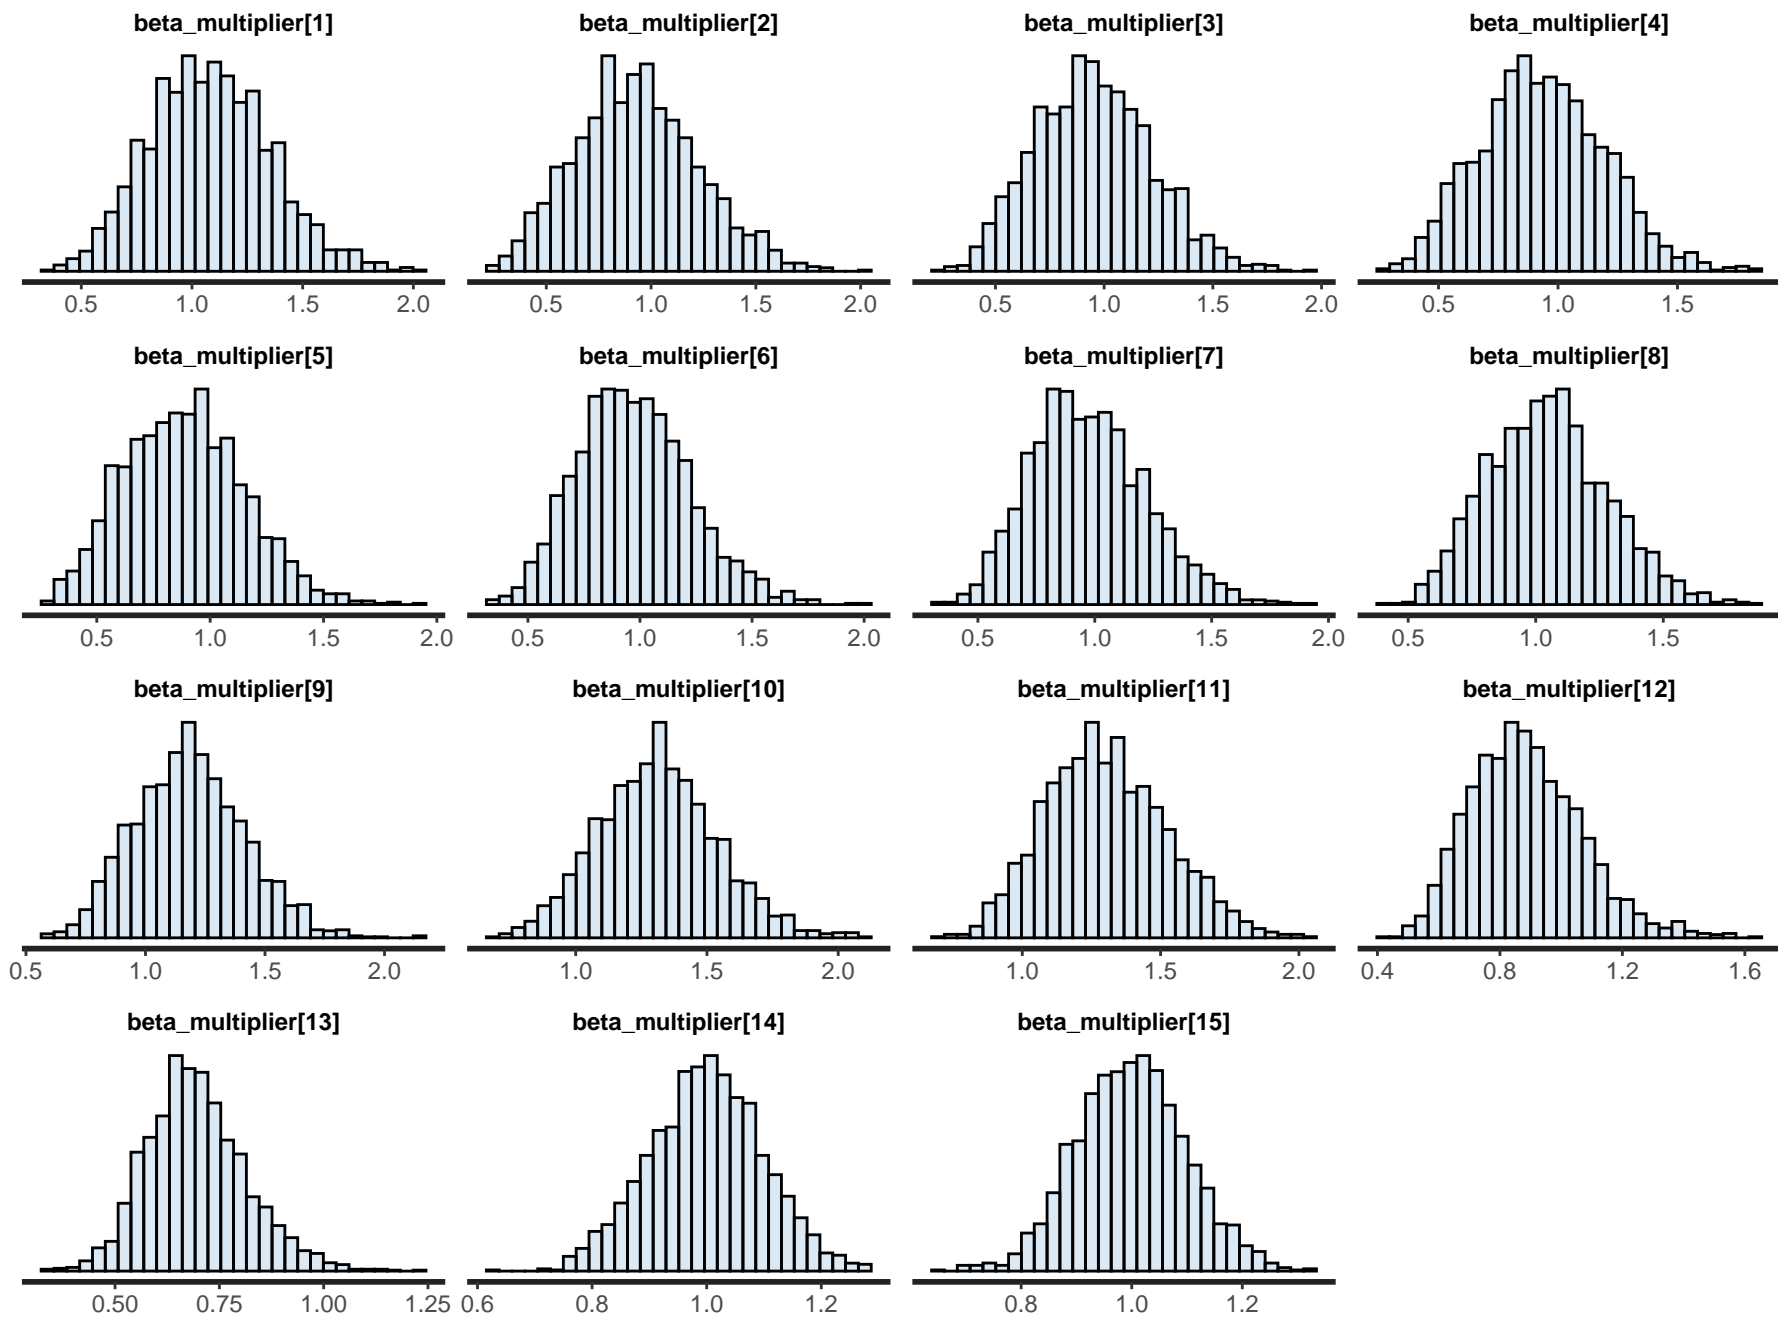 beta_multiplier[1] beta_multiplier[2] beta_multiplier[3] beta_multiplier[4]
0.5 1.0 1.5 2.0 0.5 1.0 1.5 2.0 0.5 1.0 1.5 2.0 0.5 1.0 1.5
beta_multiplier[5] beta_multiplier[6] beta_multiplier[7] beta_multiplier[8]
0.5 1.0 1.5 2.0 0.5 1.0 1.5 2.0 0.5 1.0 1.5 2.0 0.5 1.0 1.5
beta_multiplier[9] beta_multiplier[10] beta_multiplier[11] beta_multiplier[12]
0.5 1.0 1.5 2.0 1.0 1.5 2.0 1.0 1.5 2.0 0.4 0.8 1.2 1.6
beta_multiplier[13] beta_multiplier[14] beta_multiplier[15]
0.50 0.75 1.00 1.25 0.6 0.8 1.0 1.2 0.8 1.0 1.2